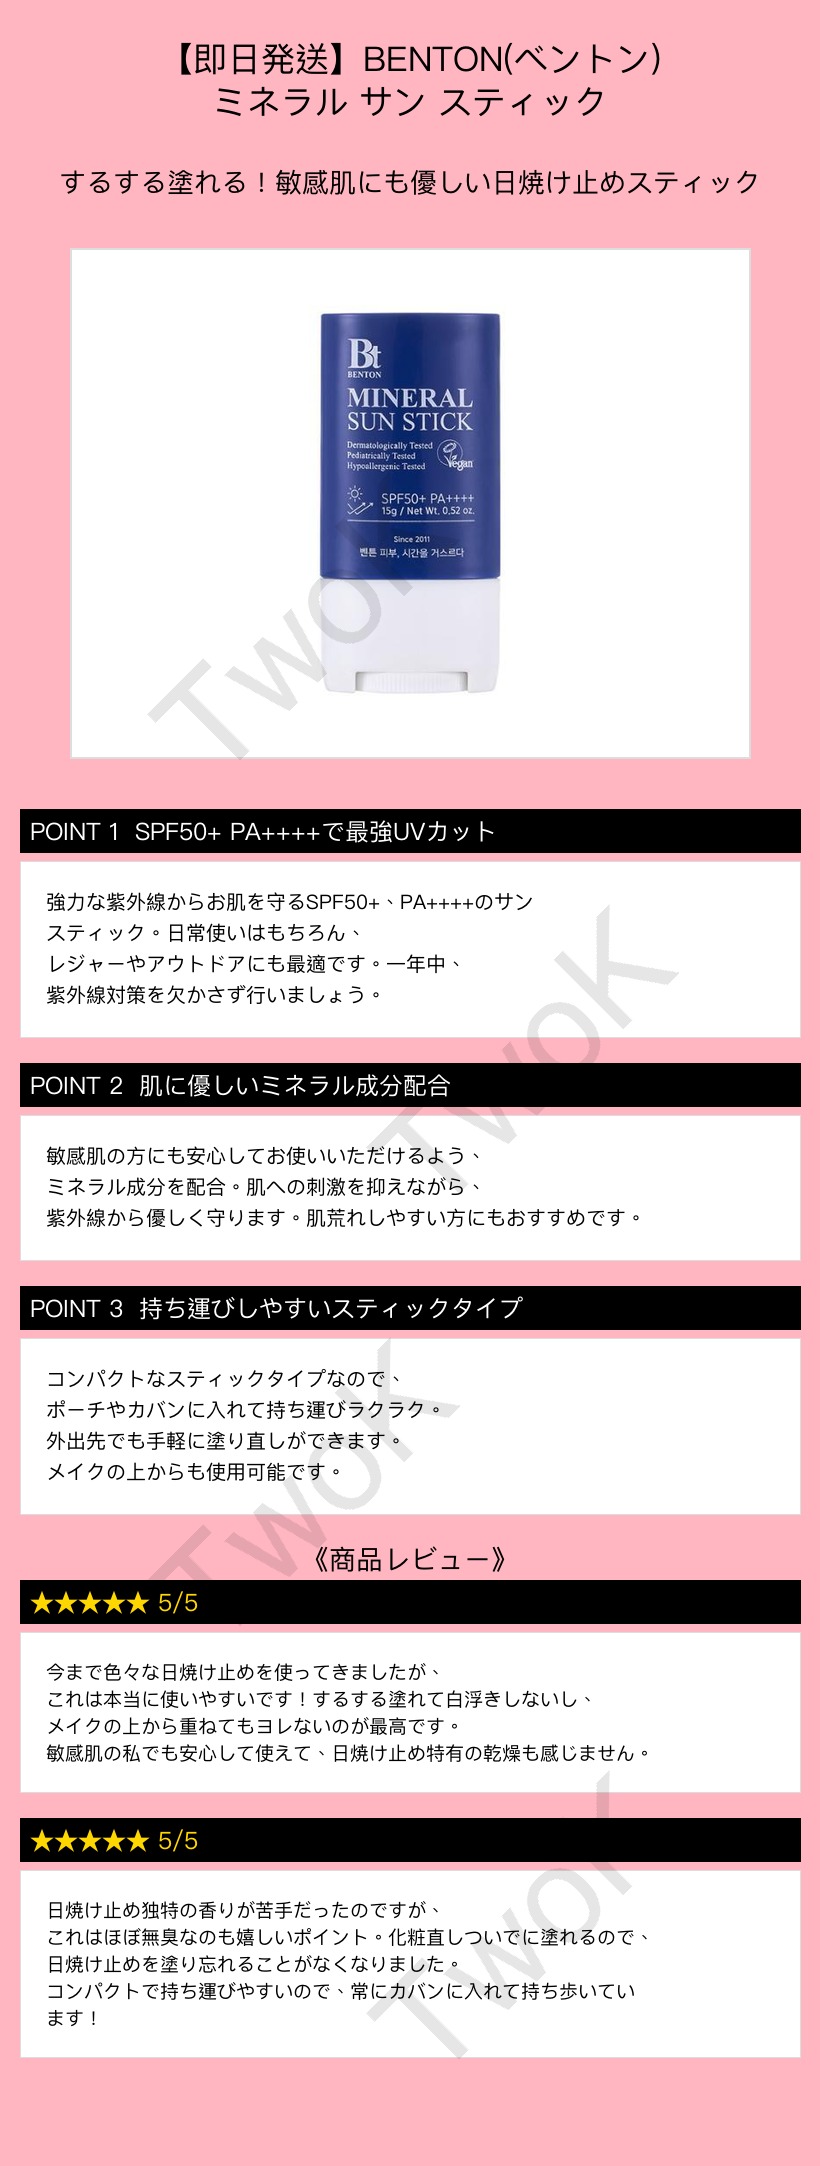 【即日発送】BENTON(ベントン)
ミネラル サン スティック
するする塗れる！敏感肌にも優しい日焼け止めスティック
Bt
BENTON
MINERAL
SUN STICK
Dermatologically Tested
Pediatrically Tested
Hypoallergenic Tested
Vegan
SPF50+ PA++++
15g / Net Wt. 0.52 oz.
Since 2011
벤튼 피부, 시간을 거스르다
TwoK
POINT 1 SPF50+ PA++++で最強UVカット
強力な紫外線からお肌を守るSPF50+、PA++++のサン
スティック。日常使いはもちろん、
レジャーやアウトドアにも最適です。一年中、
紫外線対策を欠かさず行いましょう。
TwoK
POINT 2 肌に優しいミネラル成分配合
敏感肌の方にも安心してお使いいただけるよう、
ミネラル成分を配合。肌への刺激を抑えながら、
紫外線から優しく守ります。肌荒れしやすい方にもおすすめです。
POINT 3 持ち運びしやすいスティックタイプ
コンパクトなスティックタイプなので、
ポーチやカバンに入れて持ち運びラクラク。
外出先でも手軽に塗り直しができます。
メイクの上からも使用可能です。
TwoK
《商品レビュー》
★★★★★ 5/5
今まで色々な日焼け止めを使ってきましたが、
これは本当に使いやすいです！するする塗れて白浮きしないし、
メイクの上から重ねてもヨレないのが最高です。
敏感肌の私でも安心して使えて、日焼け止め特有の乾燥も感じません。
★★★★★ 5/5
日焼け止め独特の香りが苦手だったのですが、
これはほぼ無臭なのも嬉しいポイント。化粧直しついでに塗れるので、
日焼け止めを塗り忘れることがなくなりました。
コンパクトで持ち運びやすいので、常にカバンに入れて持ち歩いてい
ます！
TwoK